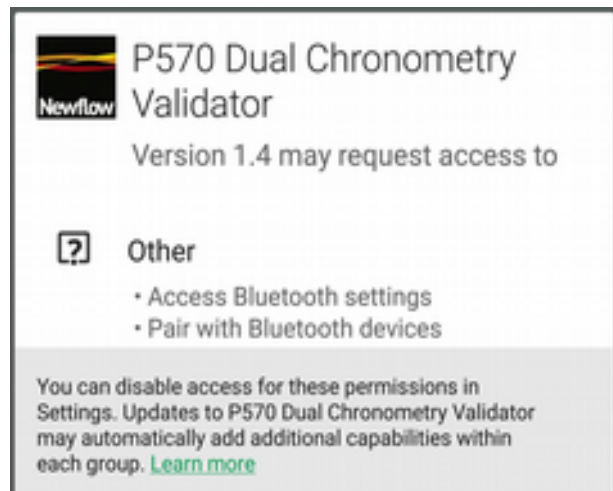 P570 Dual Chronometry
Newflow Validator
Version 1.4 may request access to
Other
• Access Bluetooth settings
• Pair with Bluetooth devices
You can disable access for these permissions in
Settings. Updates to P570 Dual Chronometry Validator
may automatically add additional capabilities within
each group. Learn more